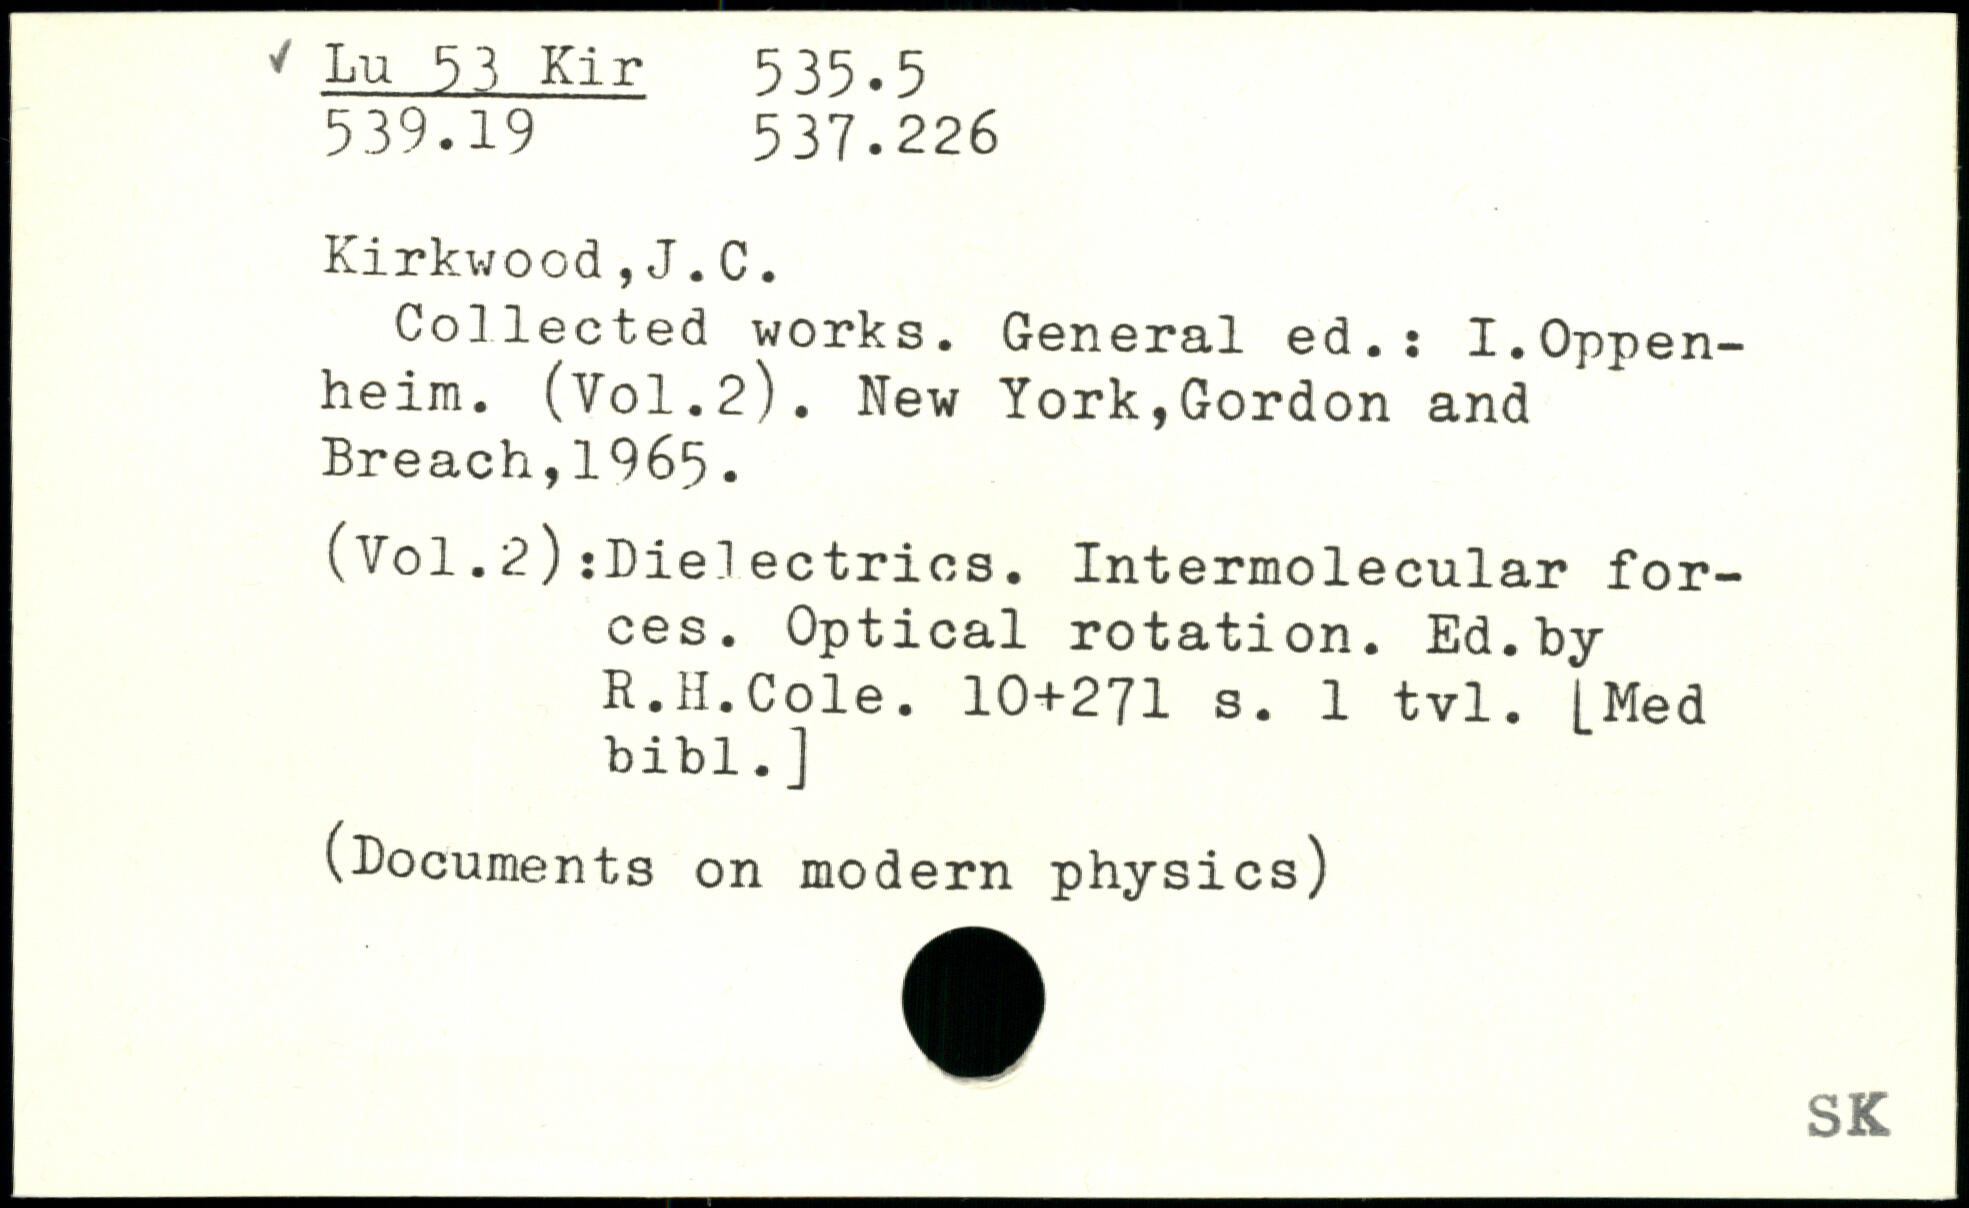 ✓ Lu 53 Kir 535.5
539.19 537.226
Kirkwood,J.C.
Collected works. General ed.: I.Oppen-
heim. (Vol.2). New York,Gordon and
Breach,1965.
(Vol.2):Dielectrics. Intermolecular for-
ces. Optical rotation. Ed.by
R.H.Cole. 10+271 s. 1 tvl. [Med
bibl.]
(Documents on modern physics)
SK